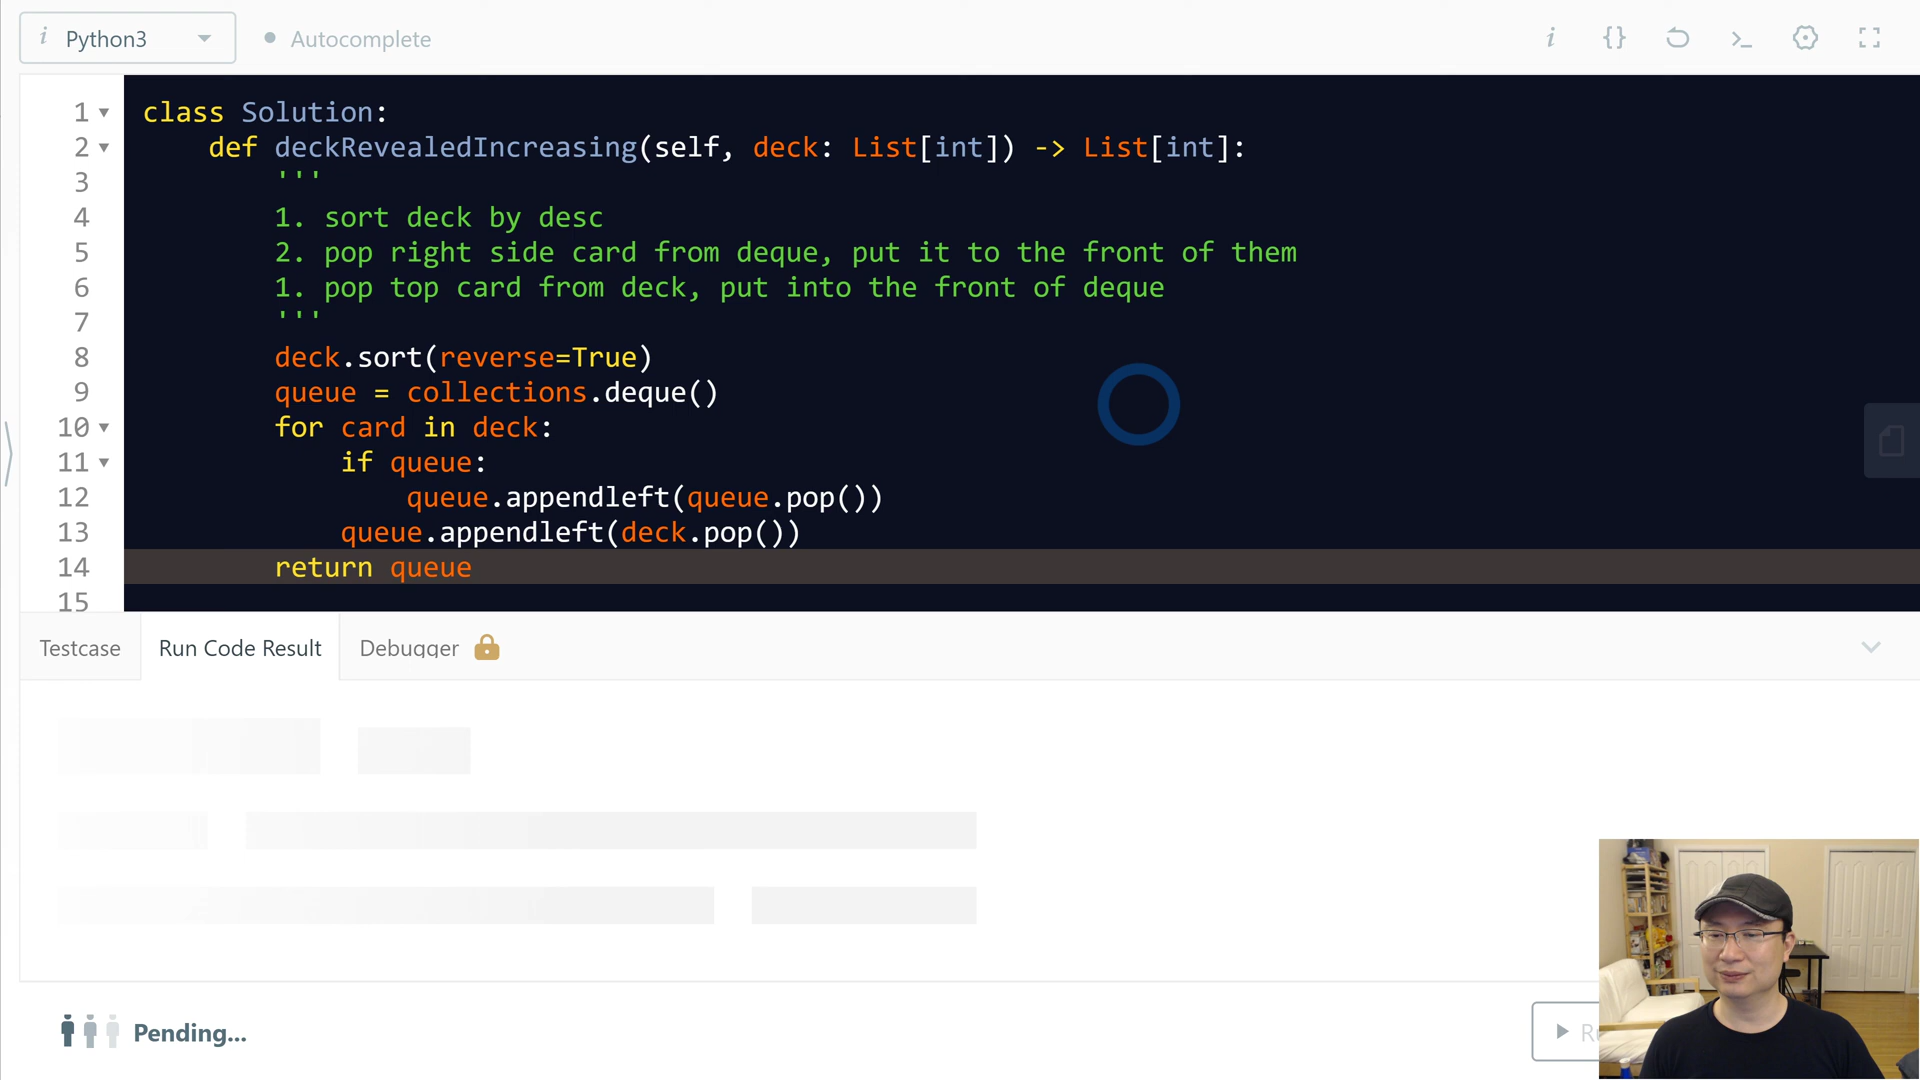 i Python3
Autocomplete
i {} >_
1 class Solution:
2 def deckRevealedIncreasing(self, deck: List[int]) -> List[int]:
3 '''
4 1. sort deck by desc
5 2. pop right side card from deque, put it to the front of them
6 1. pop top card from deck, put into the front of deque
7 '''
8 deck.sort(reverse=True)
9 queue = collections.deque()
10 for card in deck:
11 if queue:
12 queue.appendleft(queue.pop())
13 queue.appendleft(deck.pop())
14 return queue
15
Testcase Run Code Result Debugger
Pending...